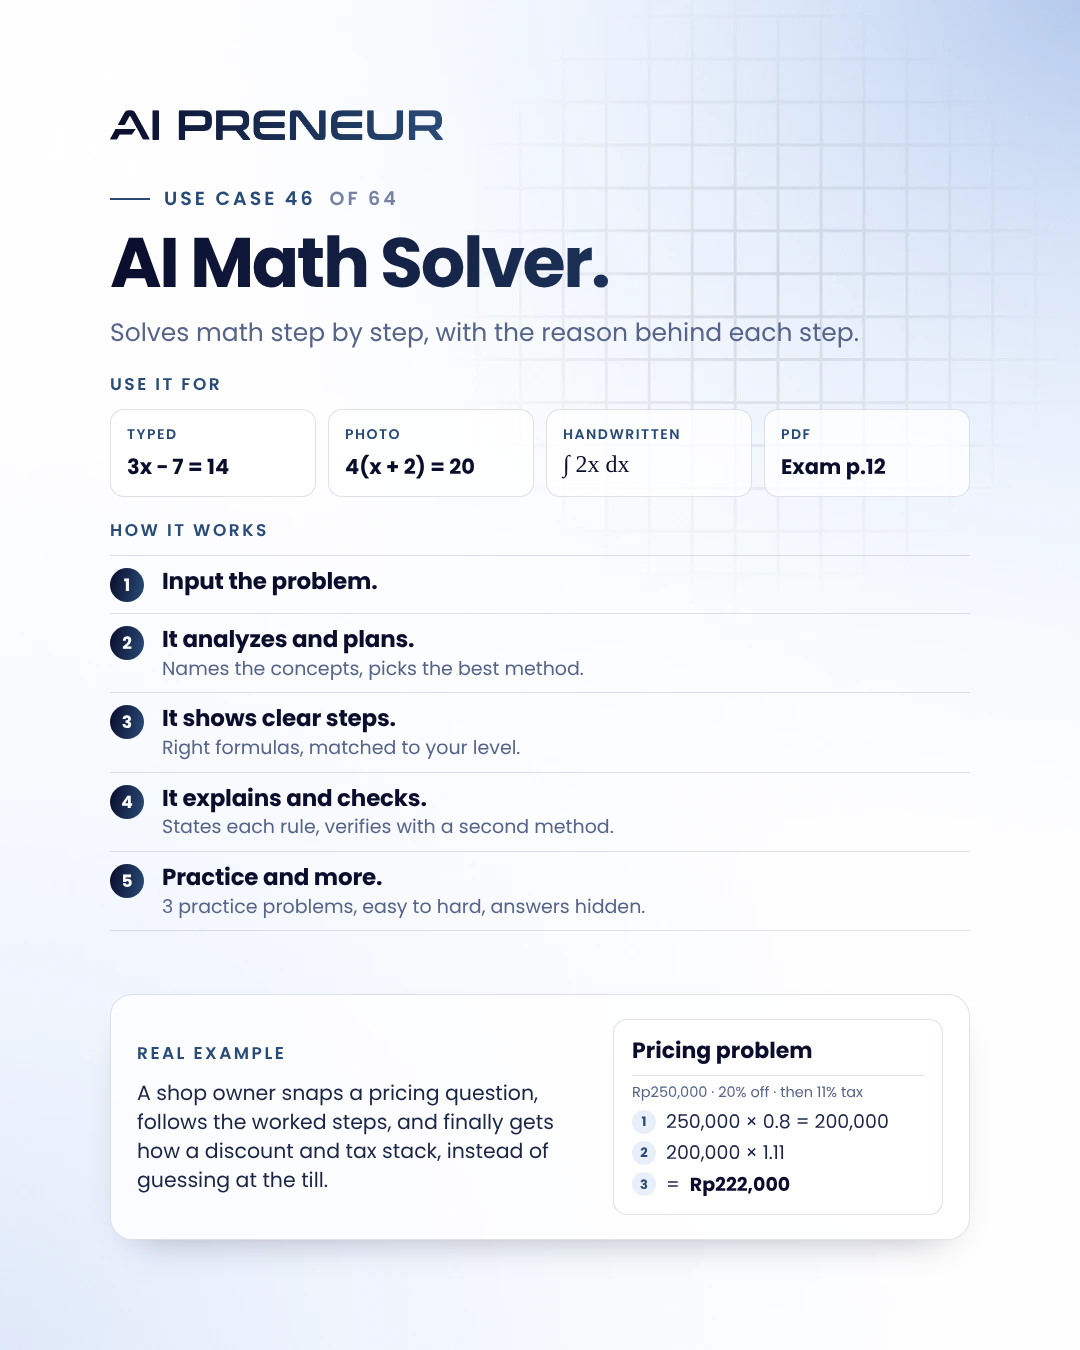 AI PRENEUR
USE CASE 46 OF 64
AI Math Solver.
Solves math step by step, with the reason behind each step.
USE IT FOR
TYPED
3x – 7 = 14
PHOTO
4(x + 2) = 20
HANDWRITTEN
∫ 2x dx
PDF
Exam p.12
HOW IT WORKS
1 Input the problem.
2 It analyzes and plans.
Names the concepts, picks the best method.
3 It shows clear steps.
Right formulas, matched to your level.
4 It explains and checks.
States each rule, verifies with a second method.
5 Practice and more.
3 practice problems, easy to hard, answers hidden.
REAL EXAMPLE
A shop owner snaps a pricing question,
follows the worked steps, and finally gets
how a discount and tax stack, instead of
guessing at the till.
Pricing problem
Rp250,000 · 20% off · then 11% tax
1 250,000 × 0.8 = 200,000
2 200,000 × 1.11
3 = Rp222,000